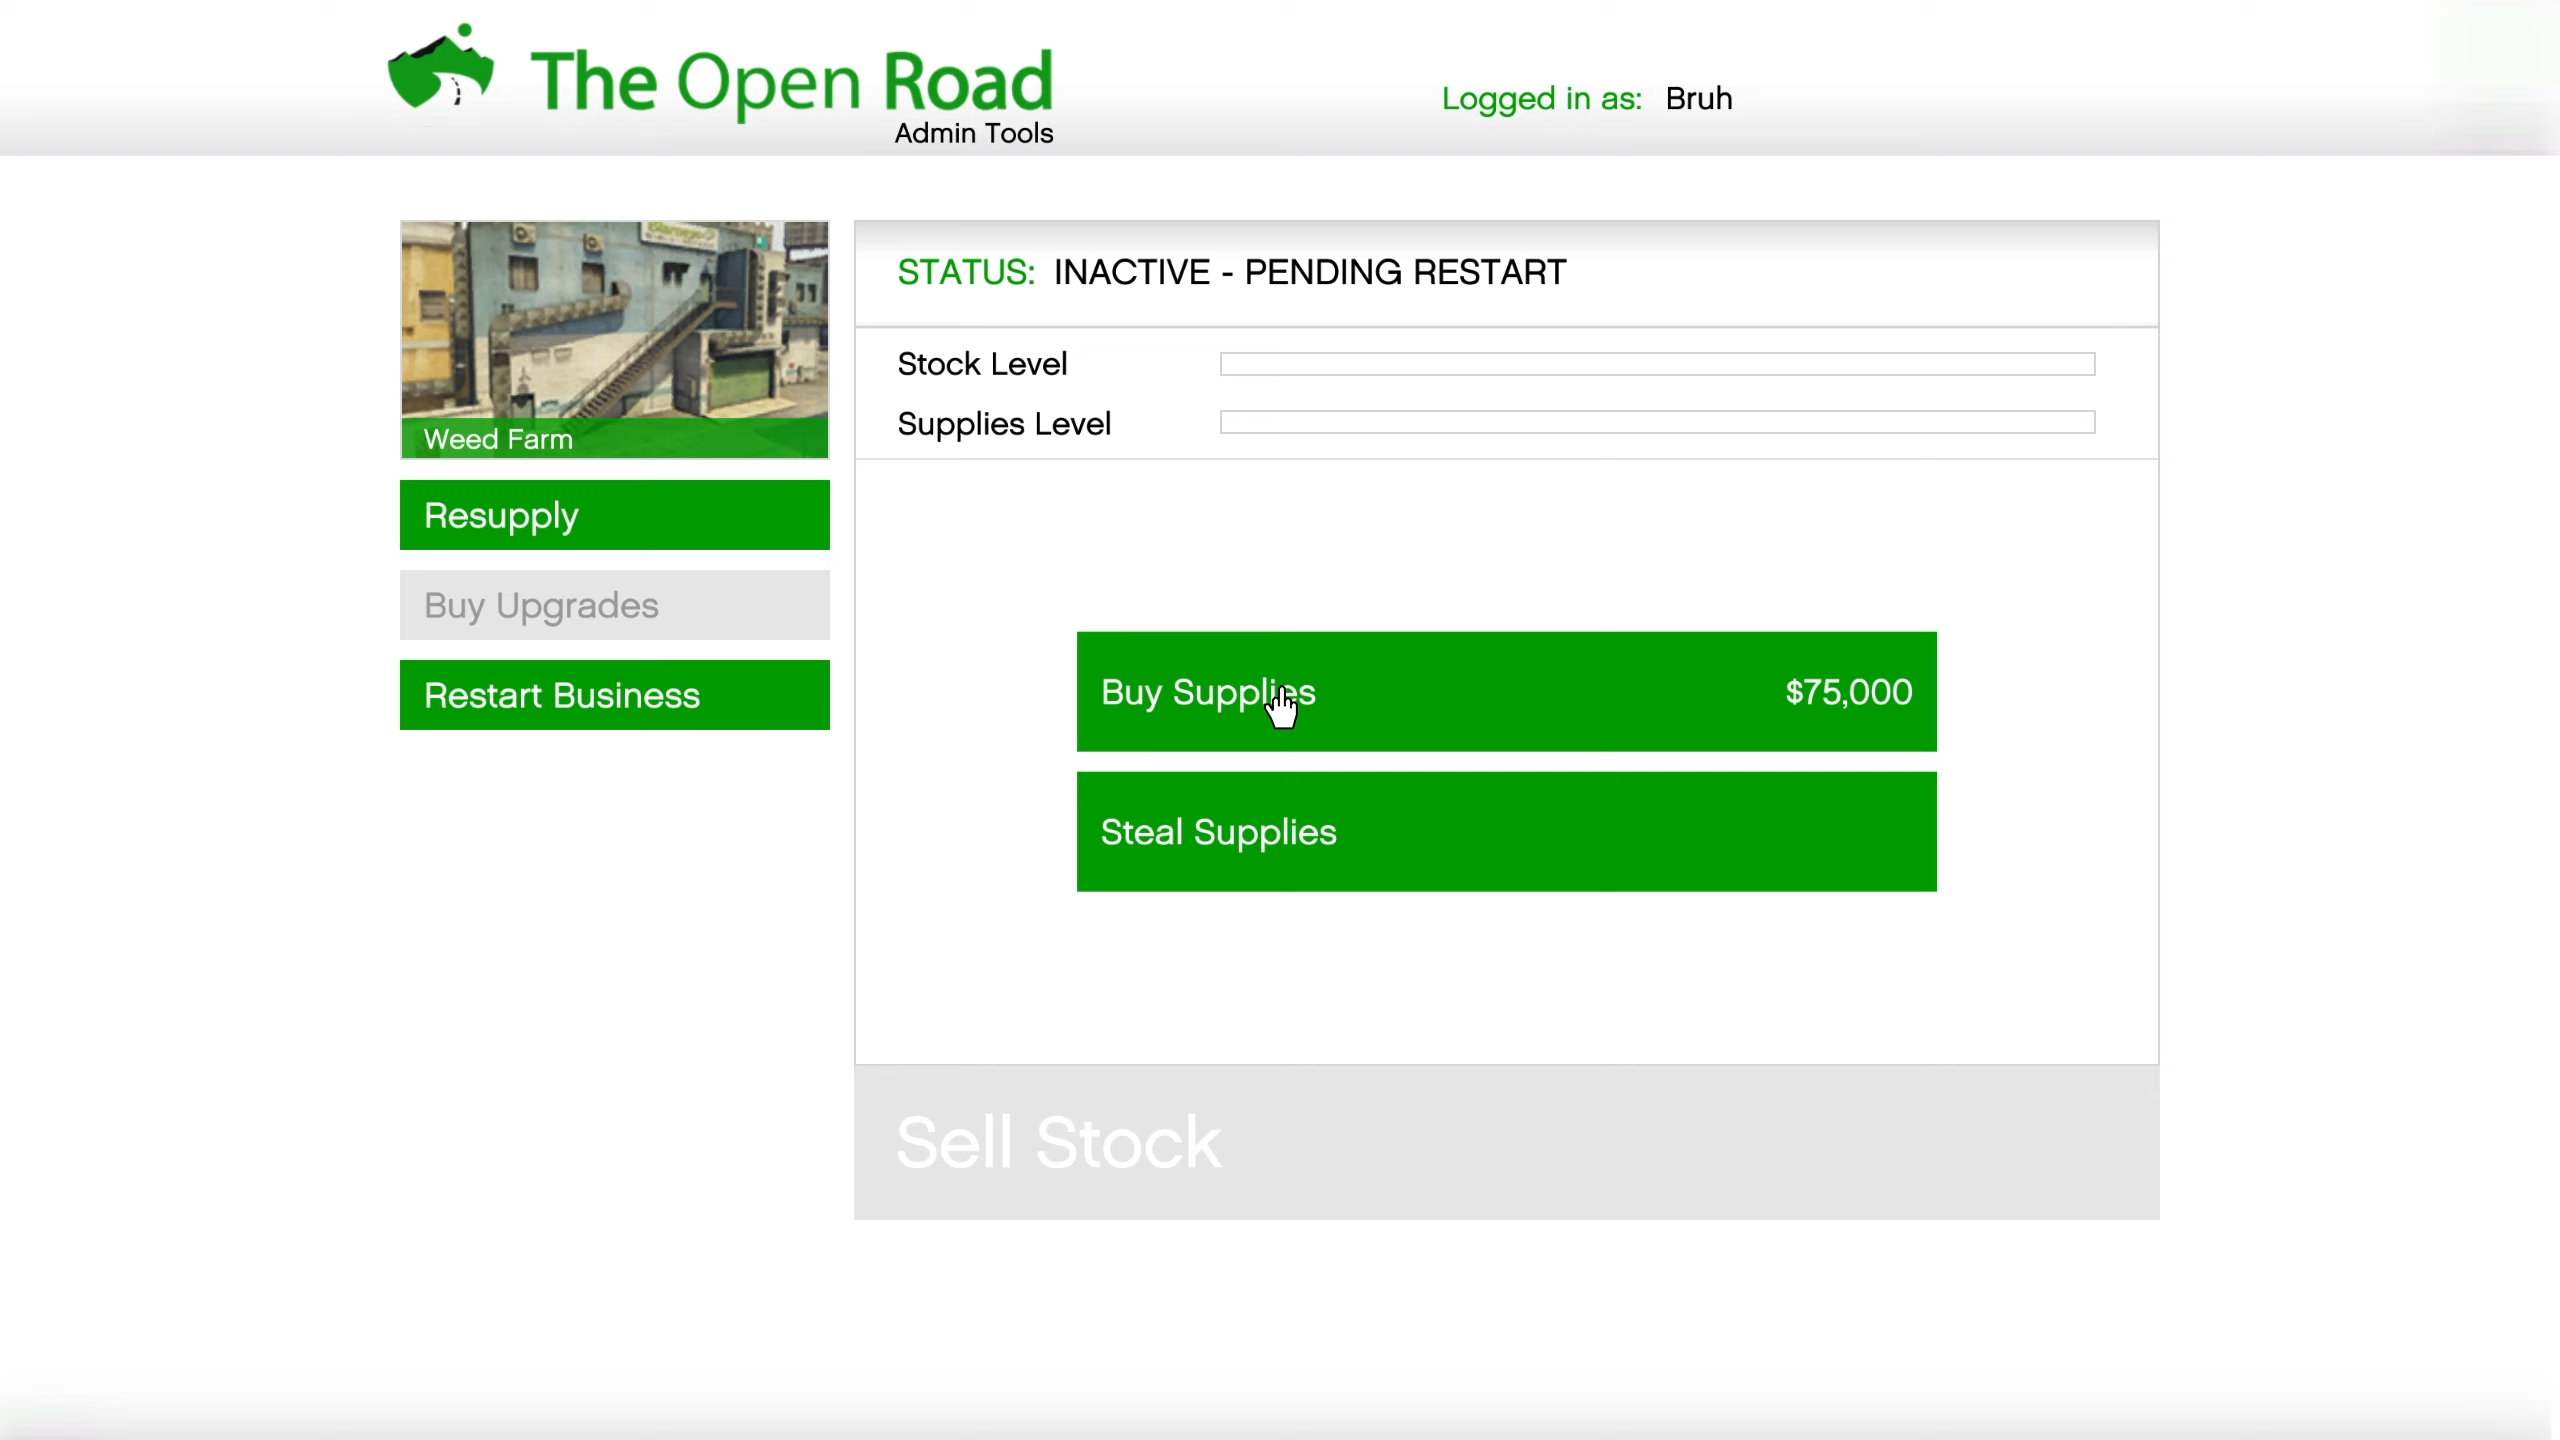 The Open Road
Admin Tools
Logged in as: Bruh
Weed Farm
Resupply
Buy Upgrades
Restart Business
STATUS: INACTIVE - PENDING RESTART
Stock Level
Supplies Level
Buy Supplies $75,000
Steal Supplies
Sell Stock